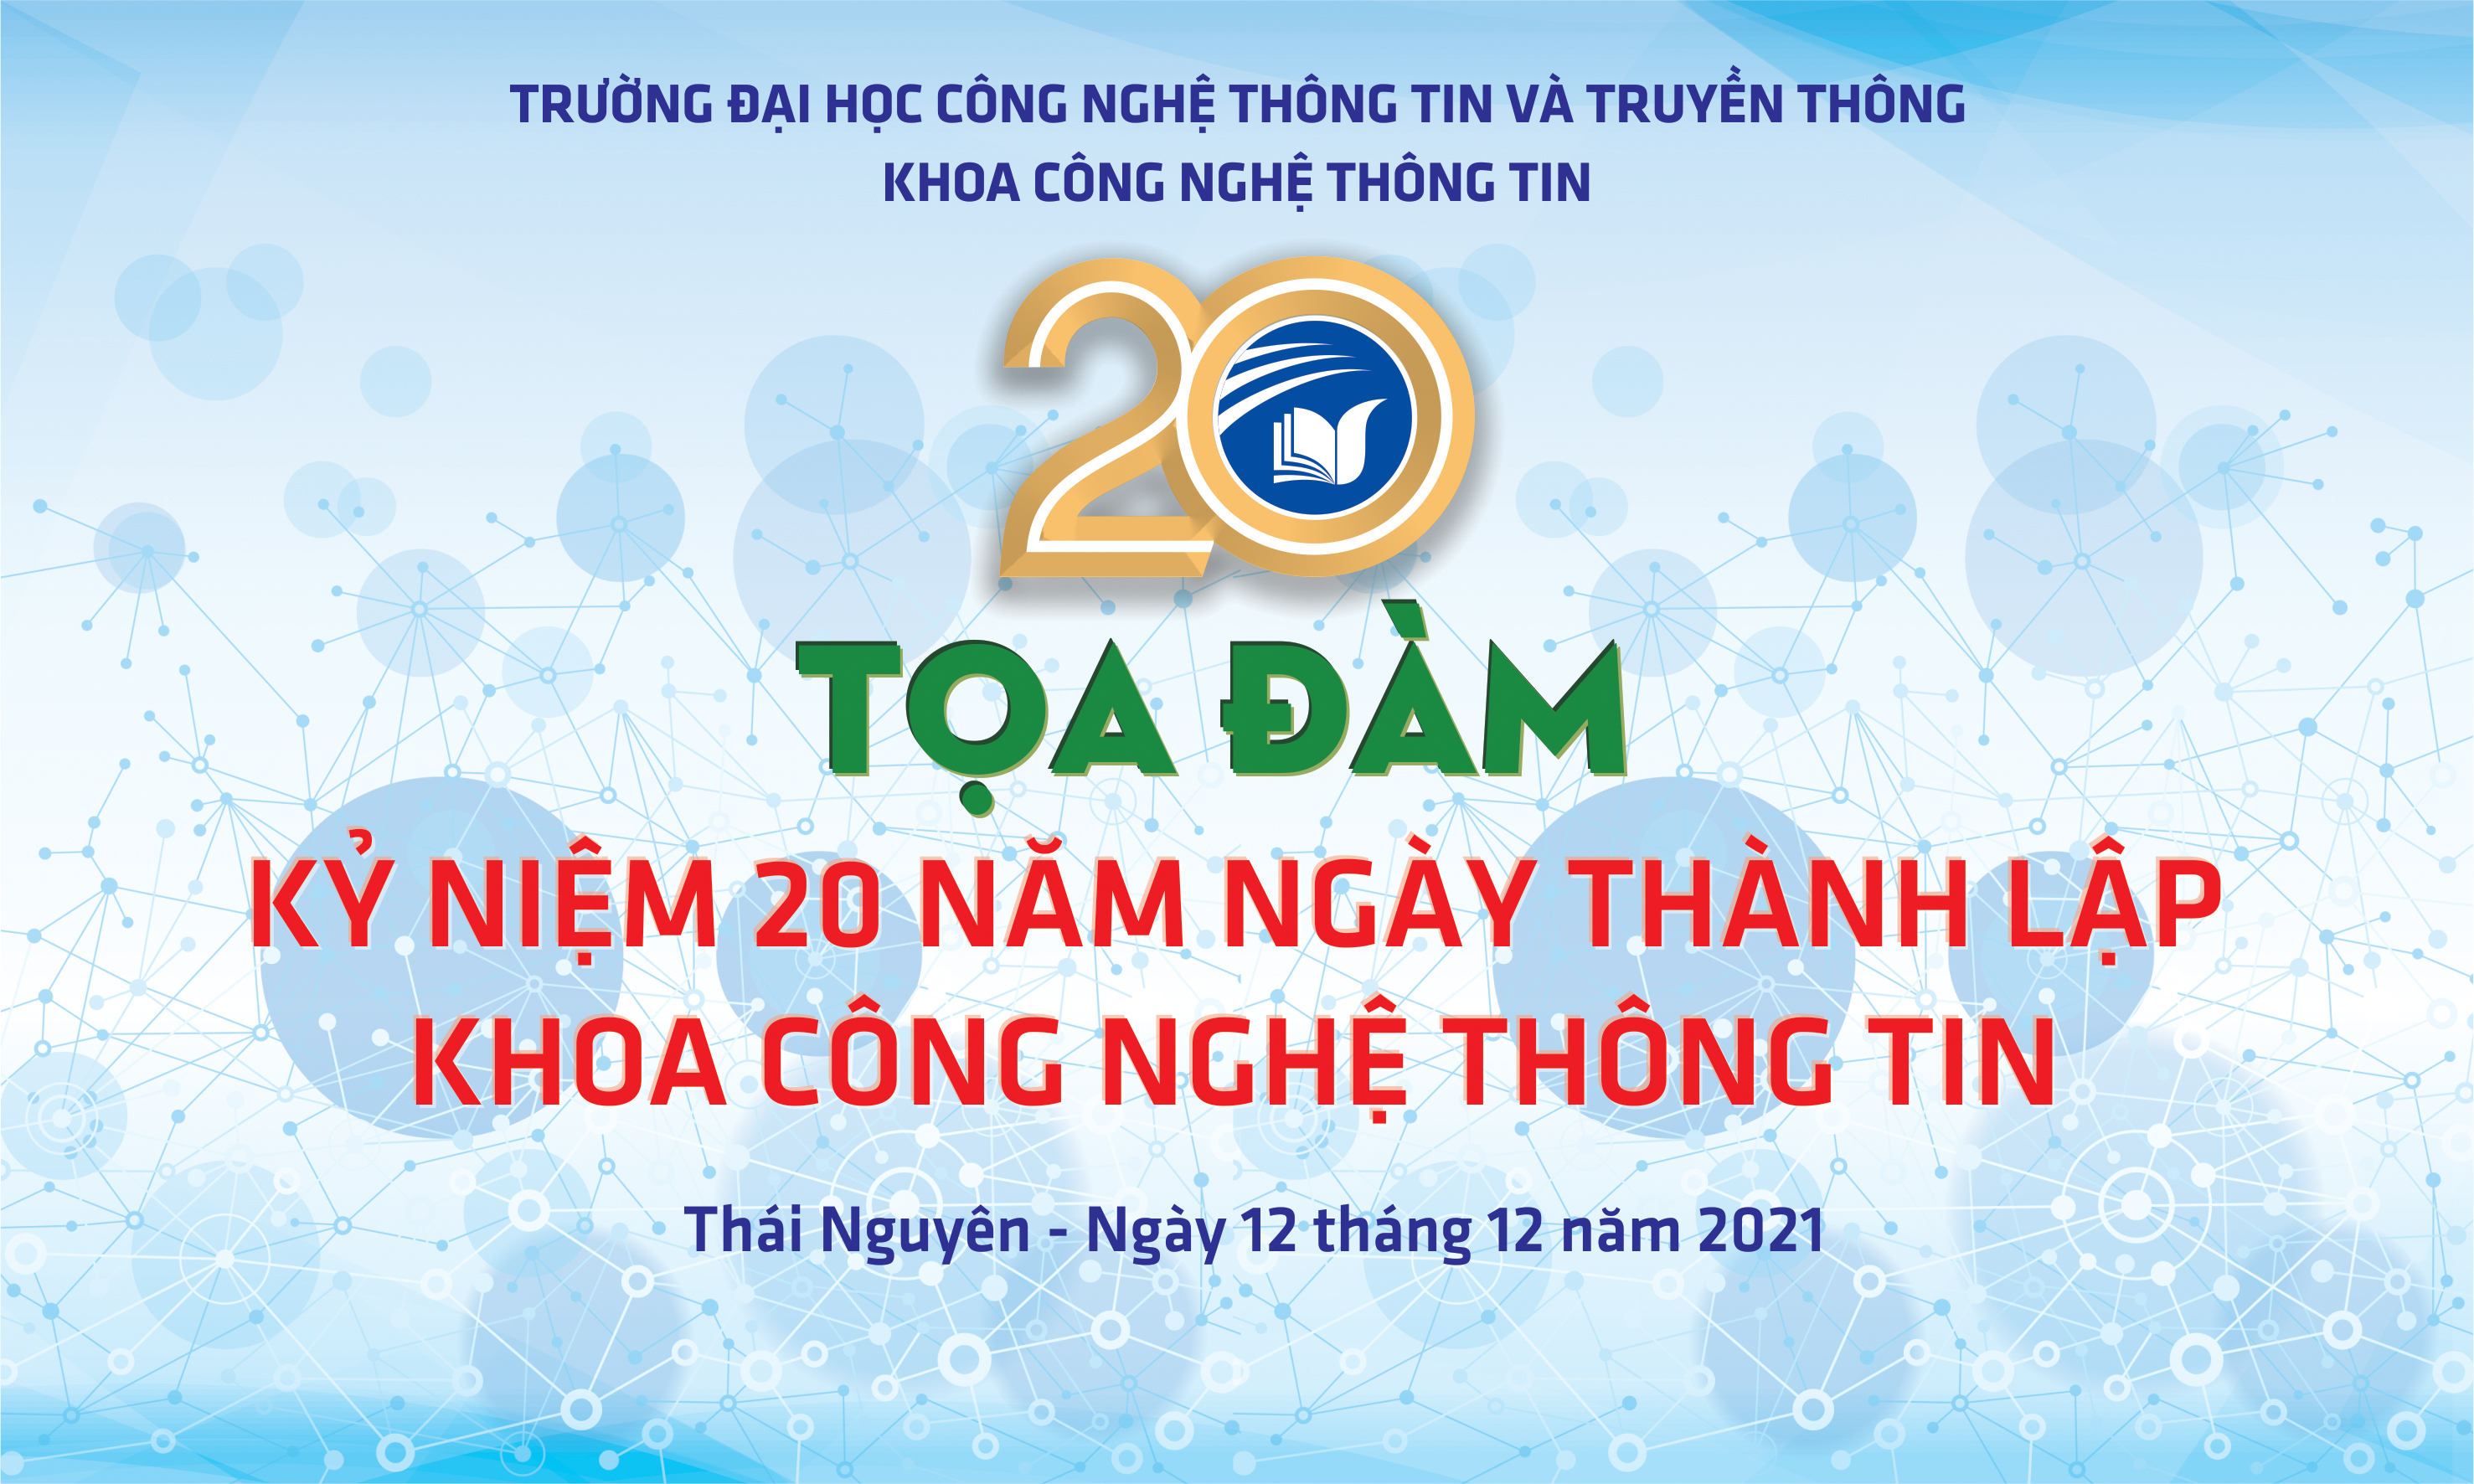 TRƯỜNG ĐẠI HỌC CÔNG NGHỆ THÔNG TIN VÀ TRUYỀN THÔNG
KHOA CÔNG NGHỆ THÔNG TIN
20
TỌA ĐÀM
KỶ NIỆM 20 NĂM NGÀY THÀNH LẬP
KHOA CÔNG NGHỆ THÔNG TIN
Thái Nguyên - Ngày 12 tháng 12 năm 2021